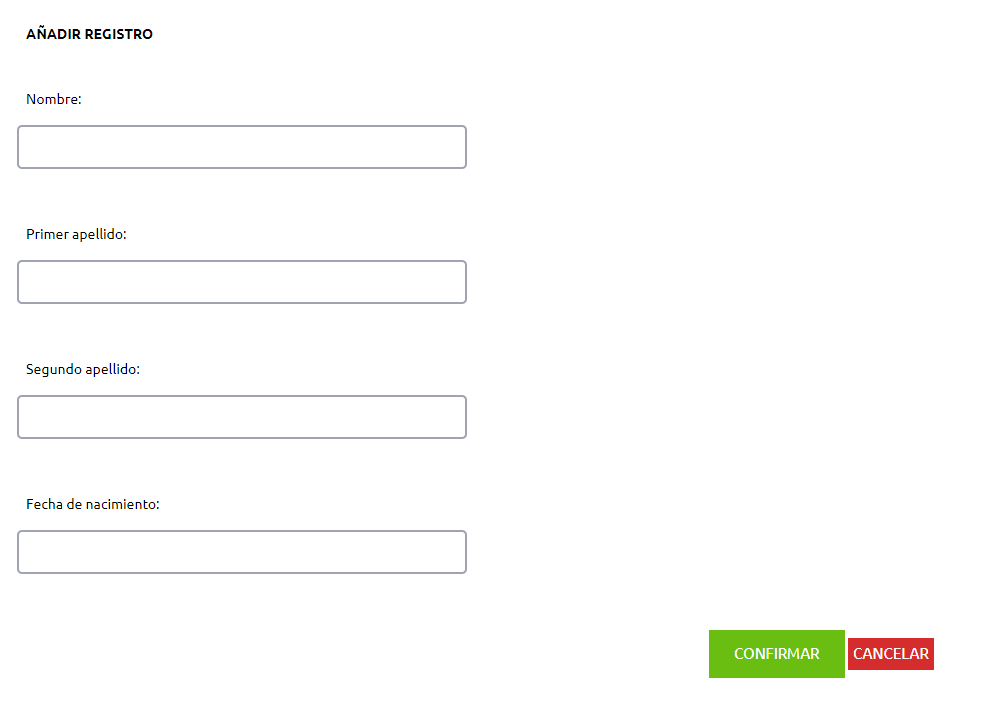 AÑADIR REGISTRO
Nombre:
Primer apellido:
Segundo apellido:
Fecha de nacimiento:
CONFIRMAR CANCELAR